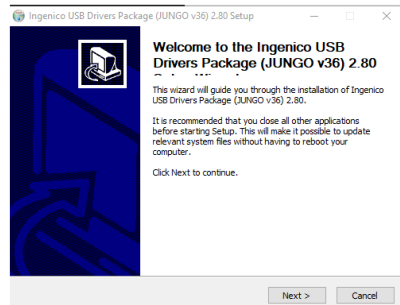 Ingenico USB Drivers Package (JUNGO v36) 2.80 Setup
Welcome to the Ingenico USB
Drivers Package (JUNGO v36) 2.80
This wizard will guide you through the installation of Ingenico
USB Drivers Package (JUNGO v36) 2.80.
It is recommended that you close all other applications
before starting Setup. This will make it possible to update
relevant system files without having to reboot your
computer.
Click Next to continue.
Next >
Cancel